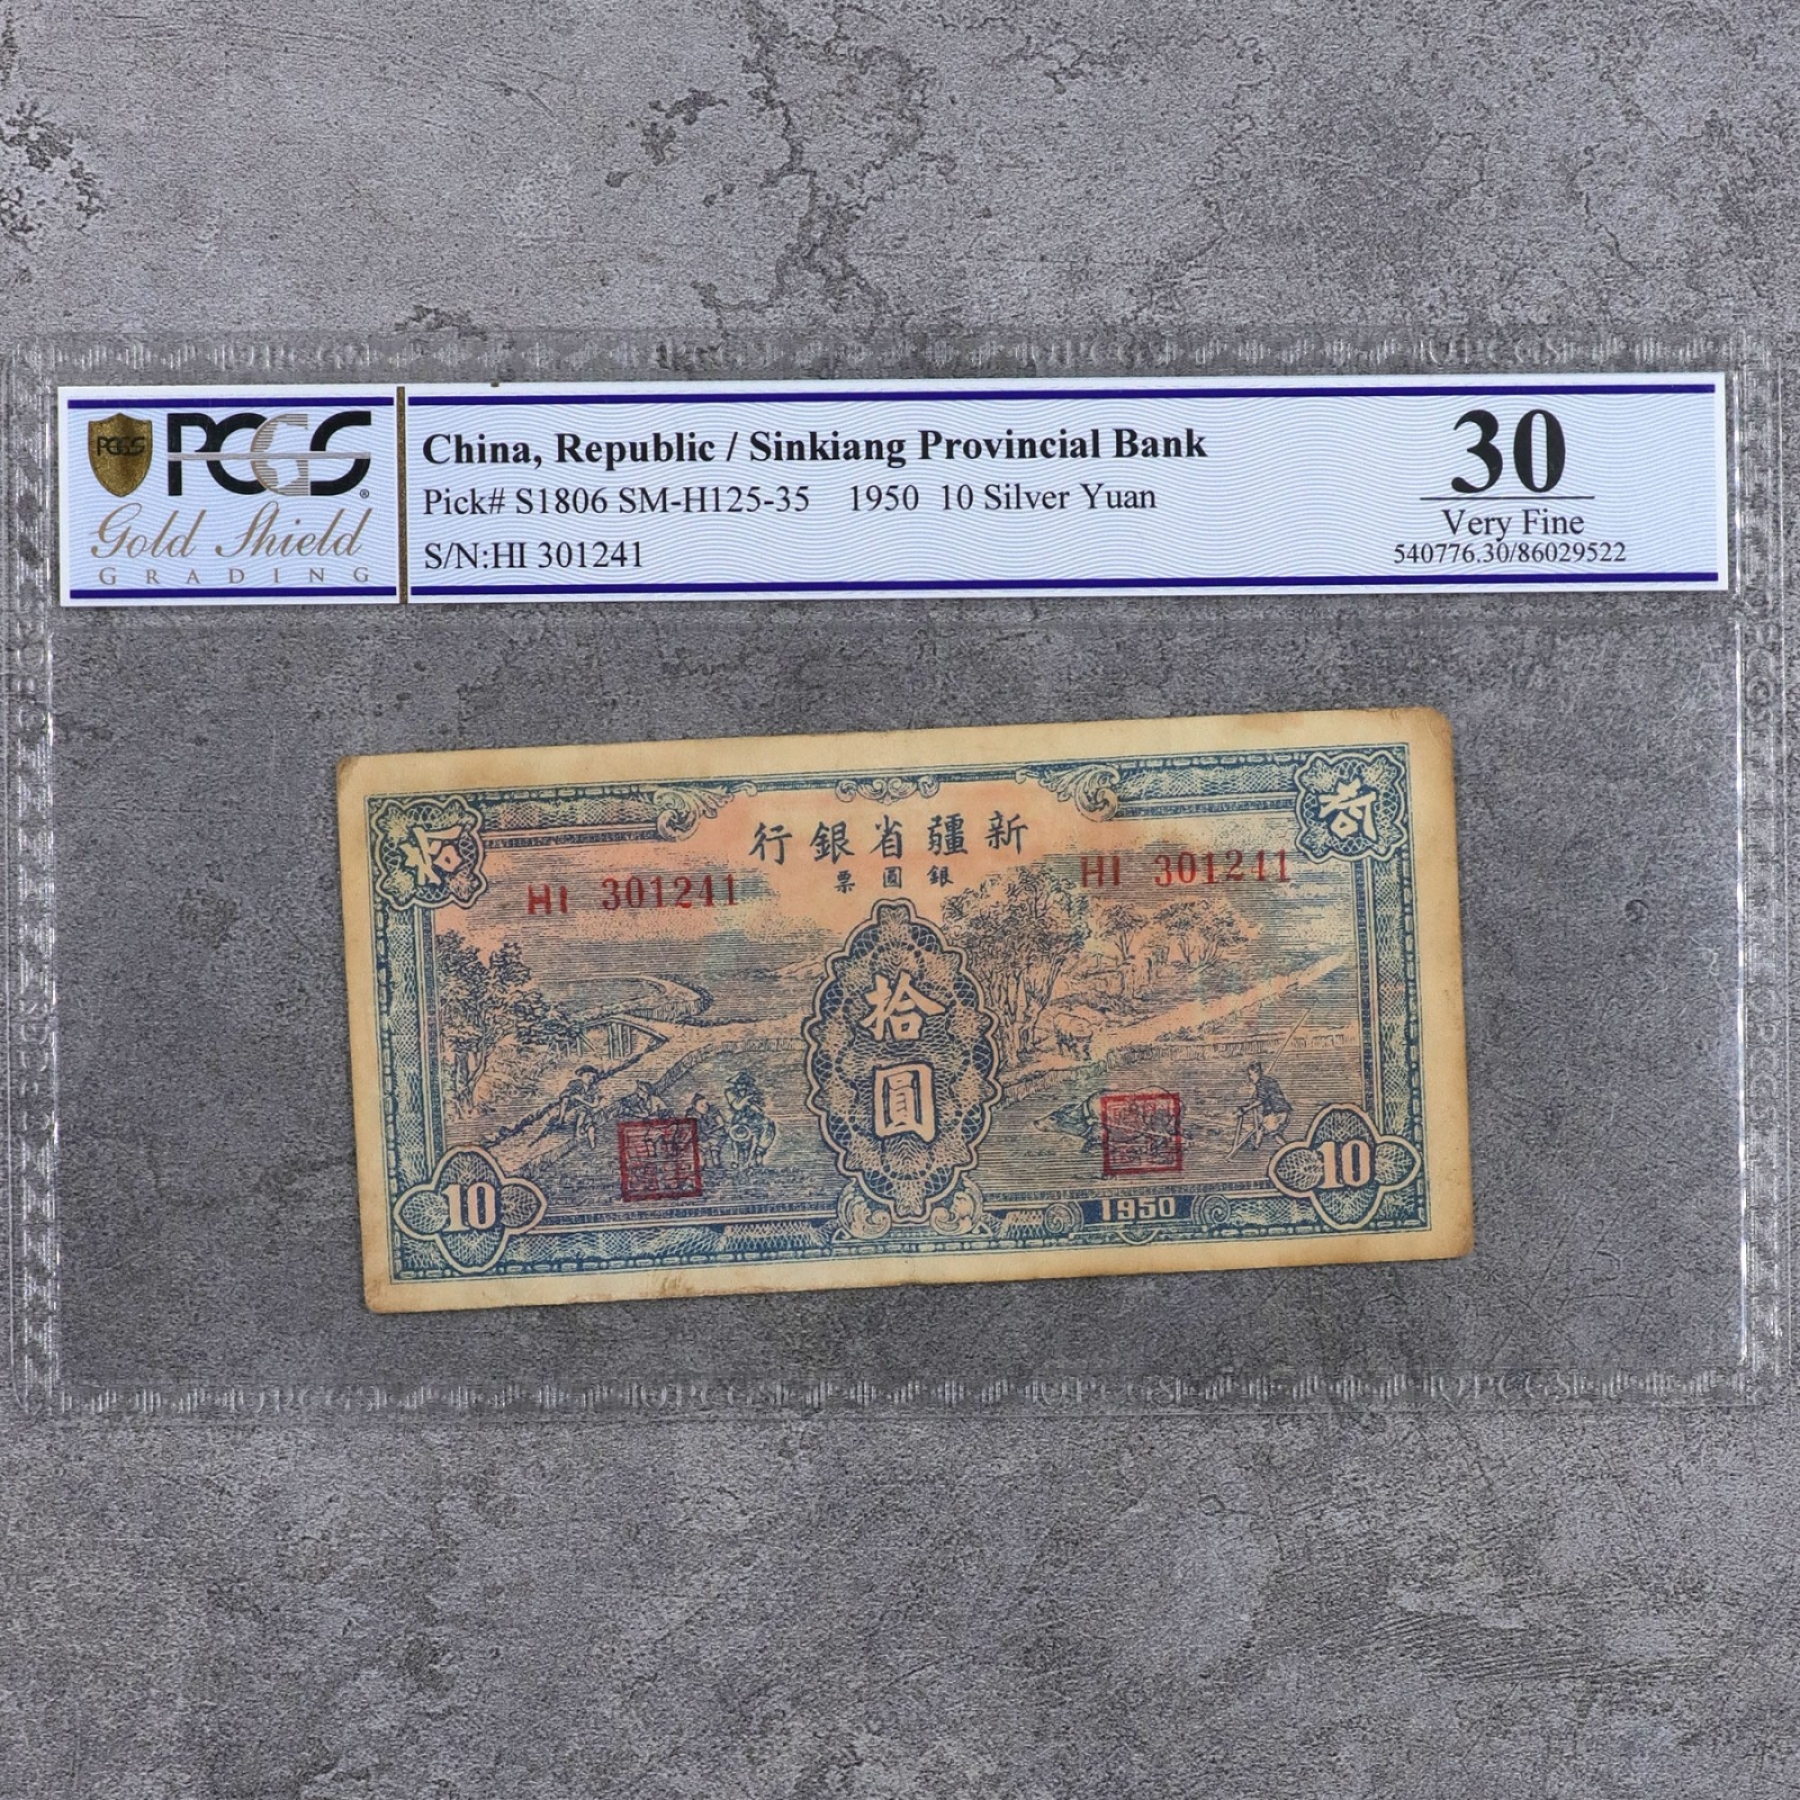 PCGS
PCGS
Gold Shield
GRADING
China, Republic / Sinkiang Provincial Bank
Pick# S1806 SM-H125-35 1950 10 Silver Yuan
S/N:HI 301241
30
Very Fine
540776.30/86029522
行銀省疆新
票圓銀
拾
HI 301241
HI 301241
拾圓
10
1950
10